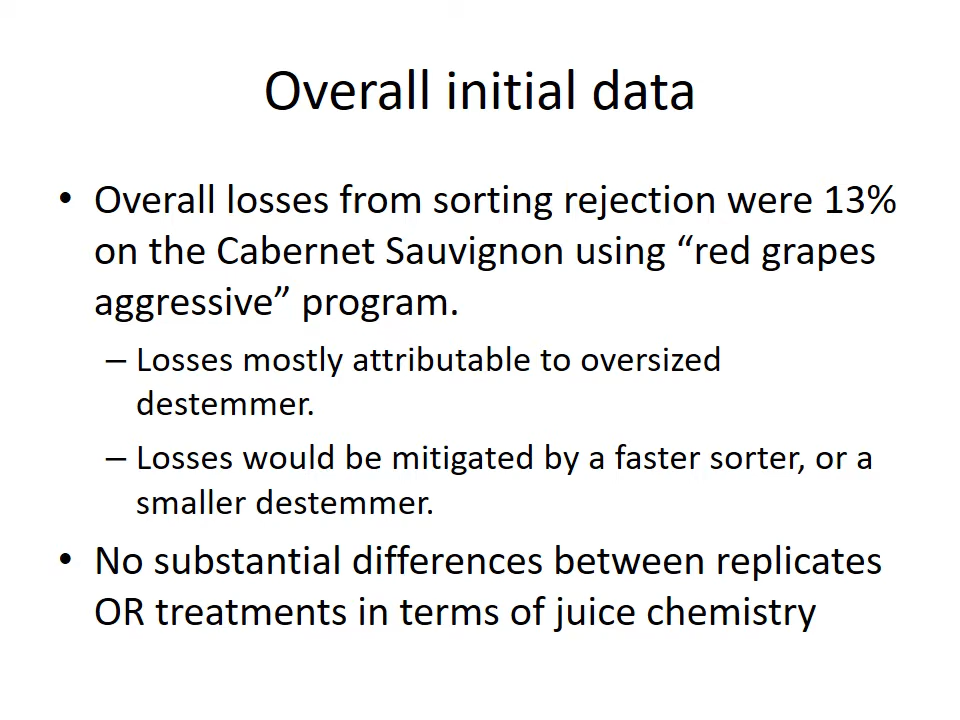 Overall initial data
• Overall losses from sorting rejection were 13%
on the Cabernet Sauvignon using “red grapes
aggressive” program.
– Losses mostly attributable to oversized
destemmer.
– Losses would be mitigated by a faster sorter, or a
smaller destemmer.
• No substantial differences between replicates
OR treatments in terms of juice chemistry